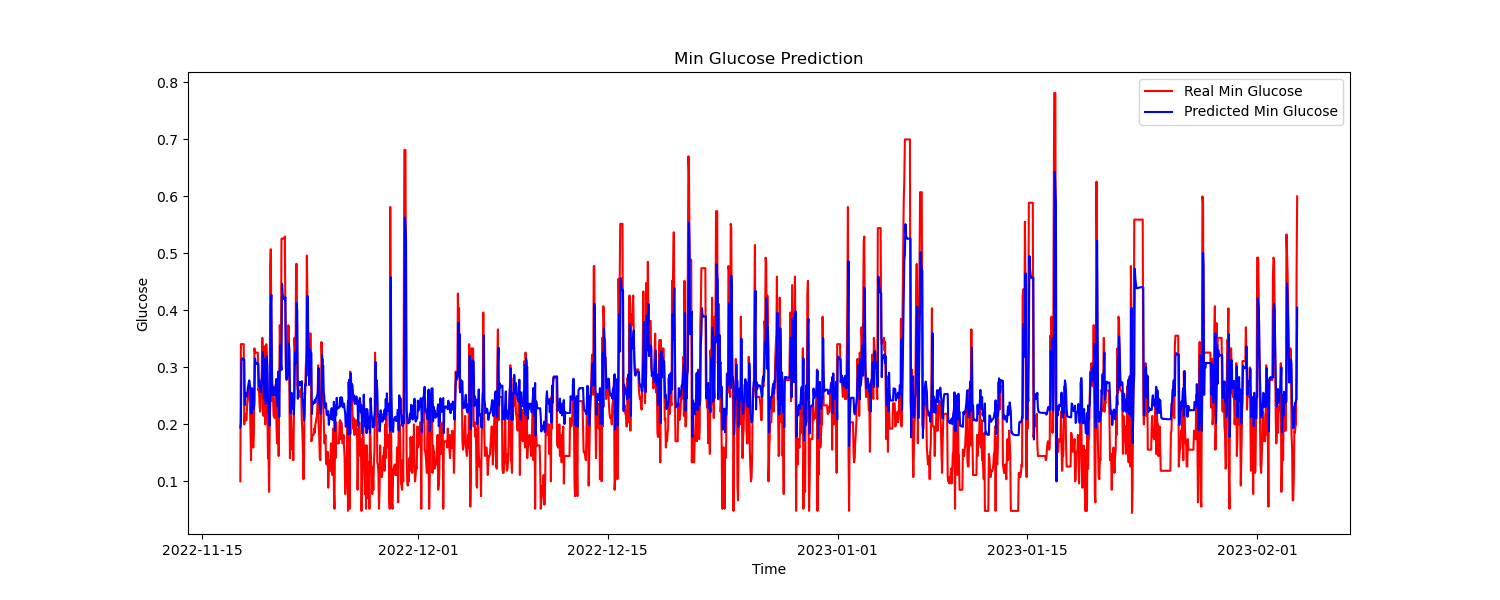 Min Glucose Prediction
Real Min Glucose
Predicted Min Glucose
Glucose
0.8
0.7
0.6
0.5
0.4
0.3
0.2
0.1
2022-11-15
2022-12-01
2022-12-15
2023-01-01
2023-01-15
2023-02-01
Time